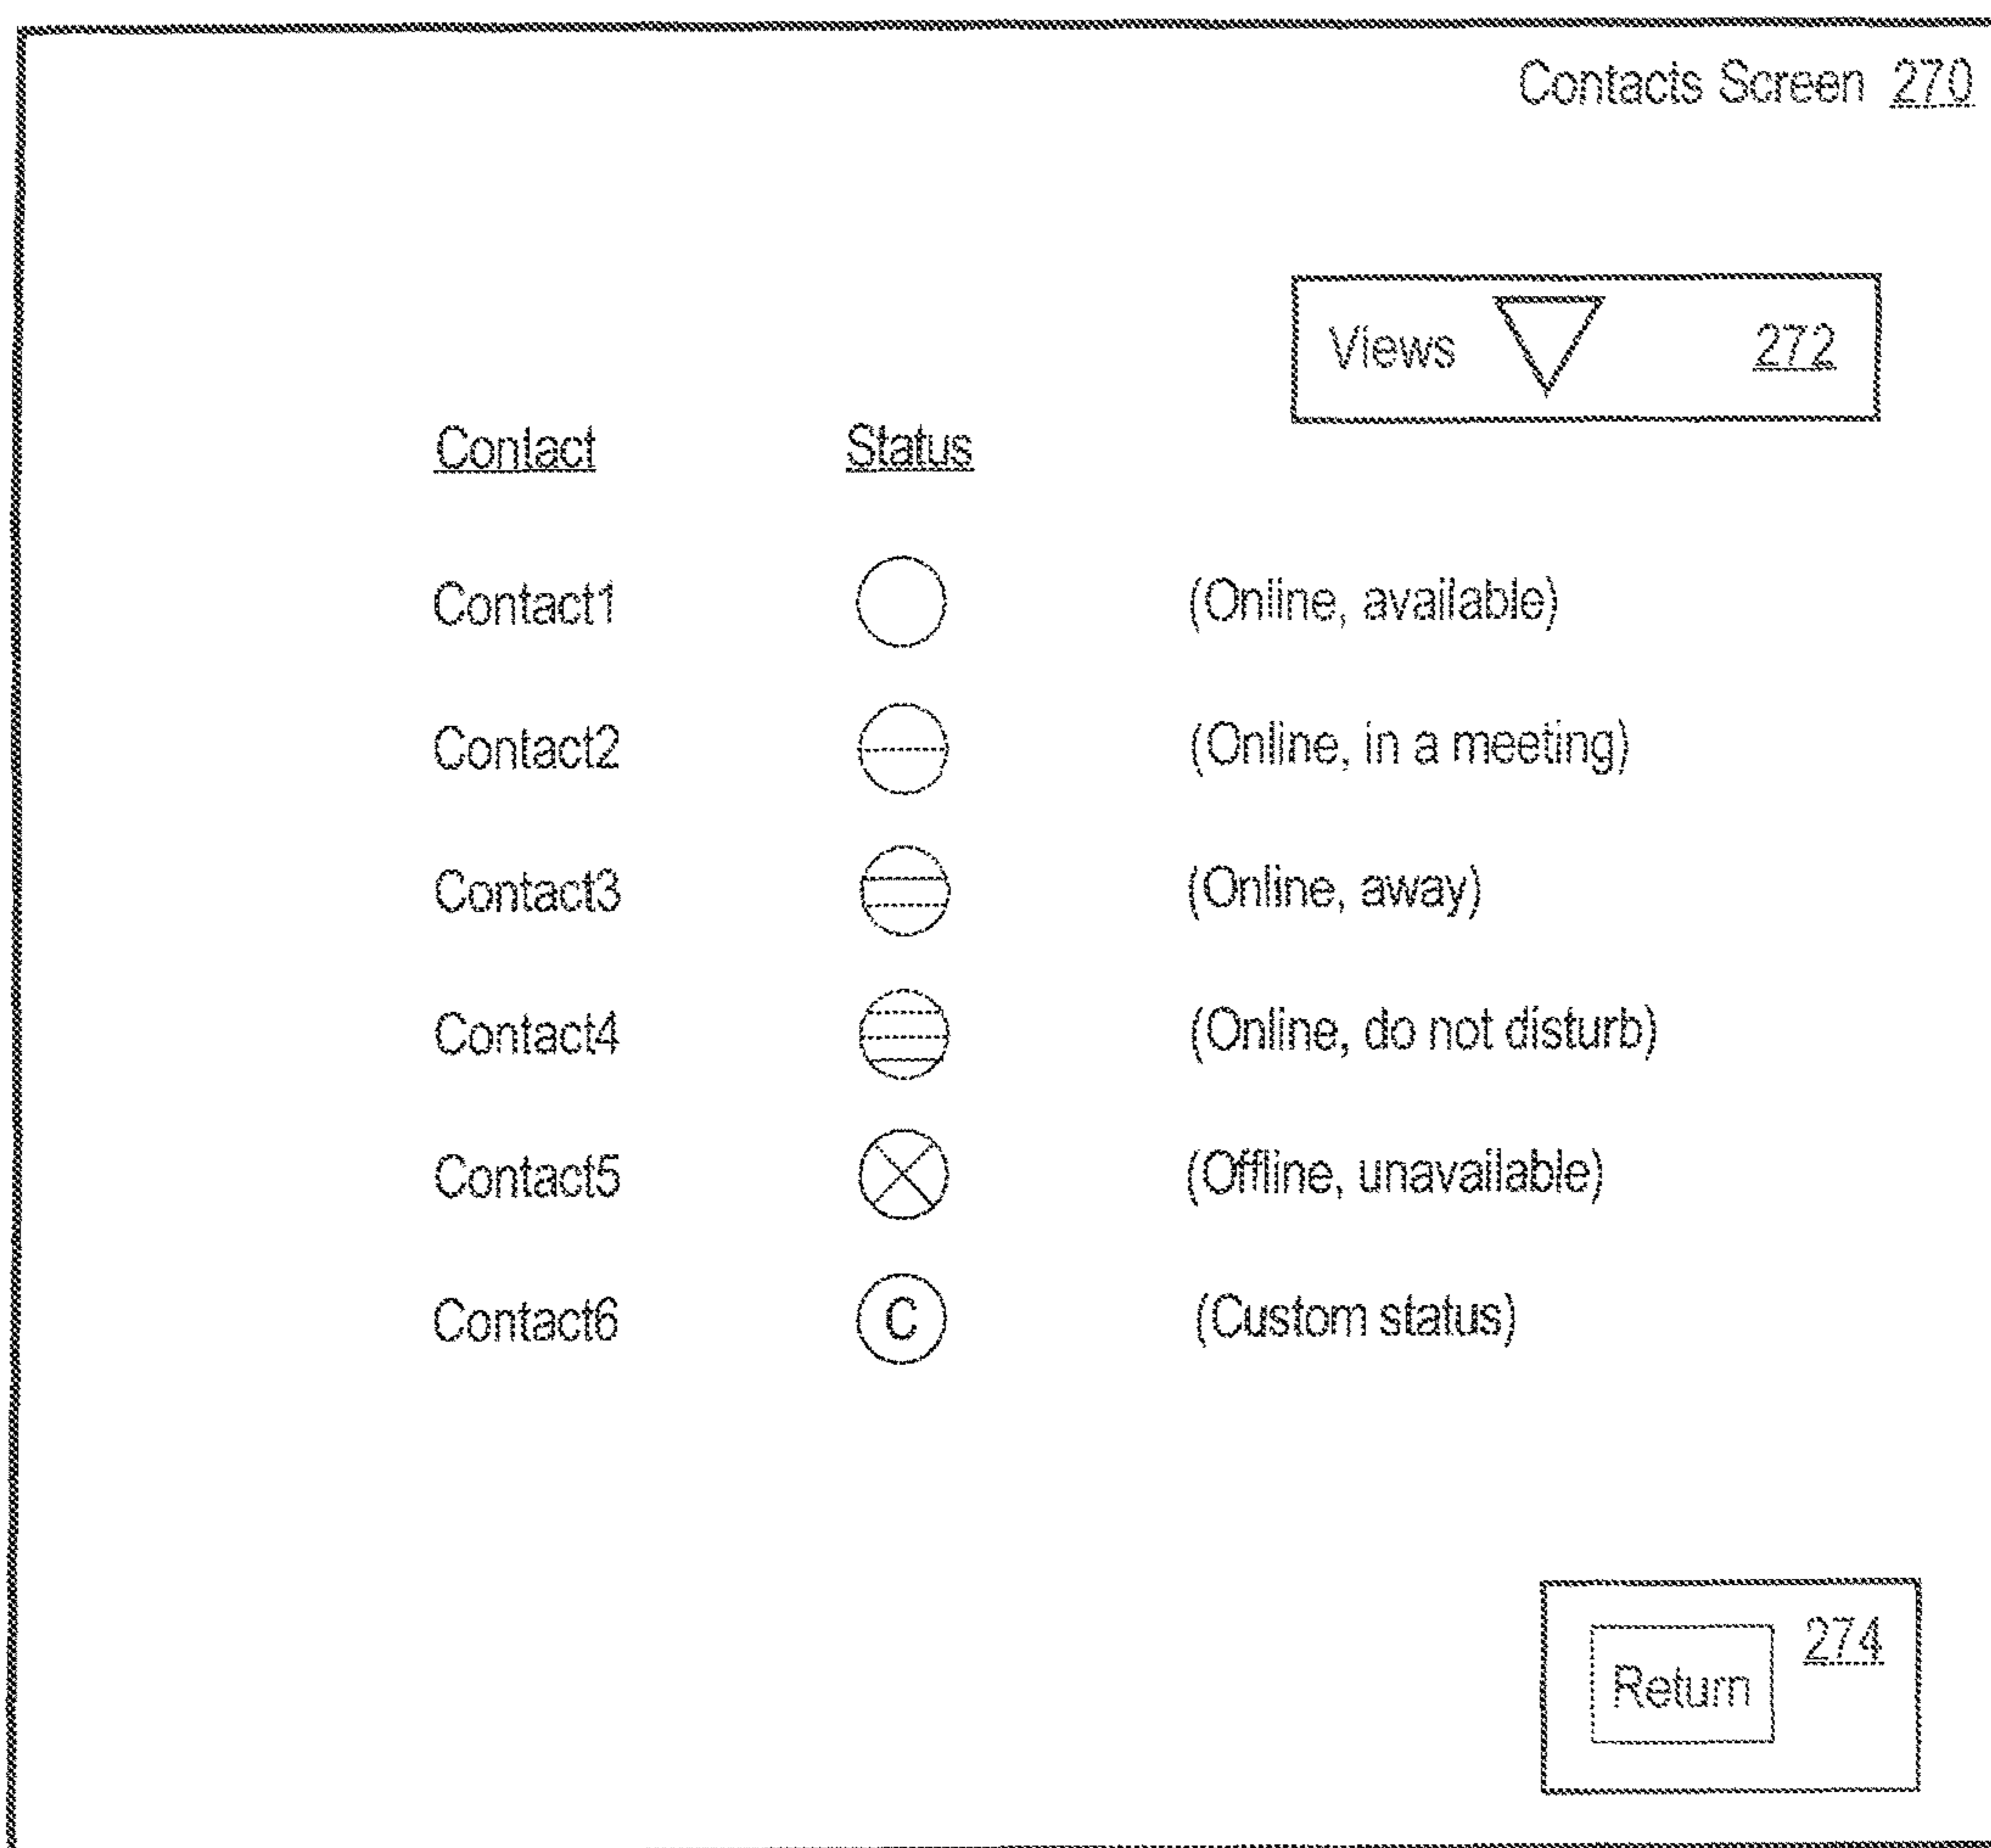 Contacts Screen 270
Views 272
Contact Status
Contact1 (Online, available)
Contact2 (Online, in a meeting)
Contact3 (Online, away)
Contact4 (Online, do not disturb)
Contact5 (Offline, unavailable)
Contact6 C (Custom status)
274
Return